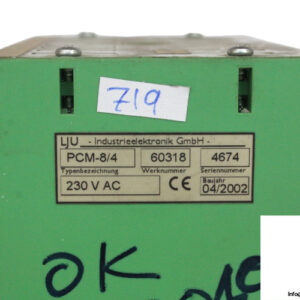 719
LJU - Industrieelektronik GmbH -
PCM-8/4 60318 4674
Typenbezeichnung Werknummer Seriennummer
230 V AC CE Baujahr 04/2002
OK